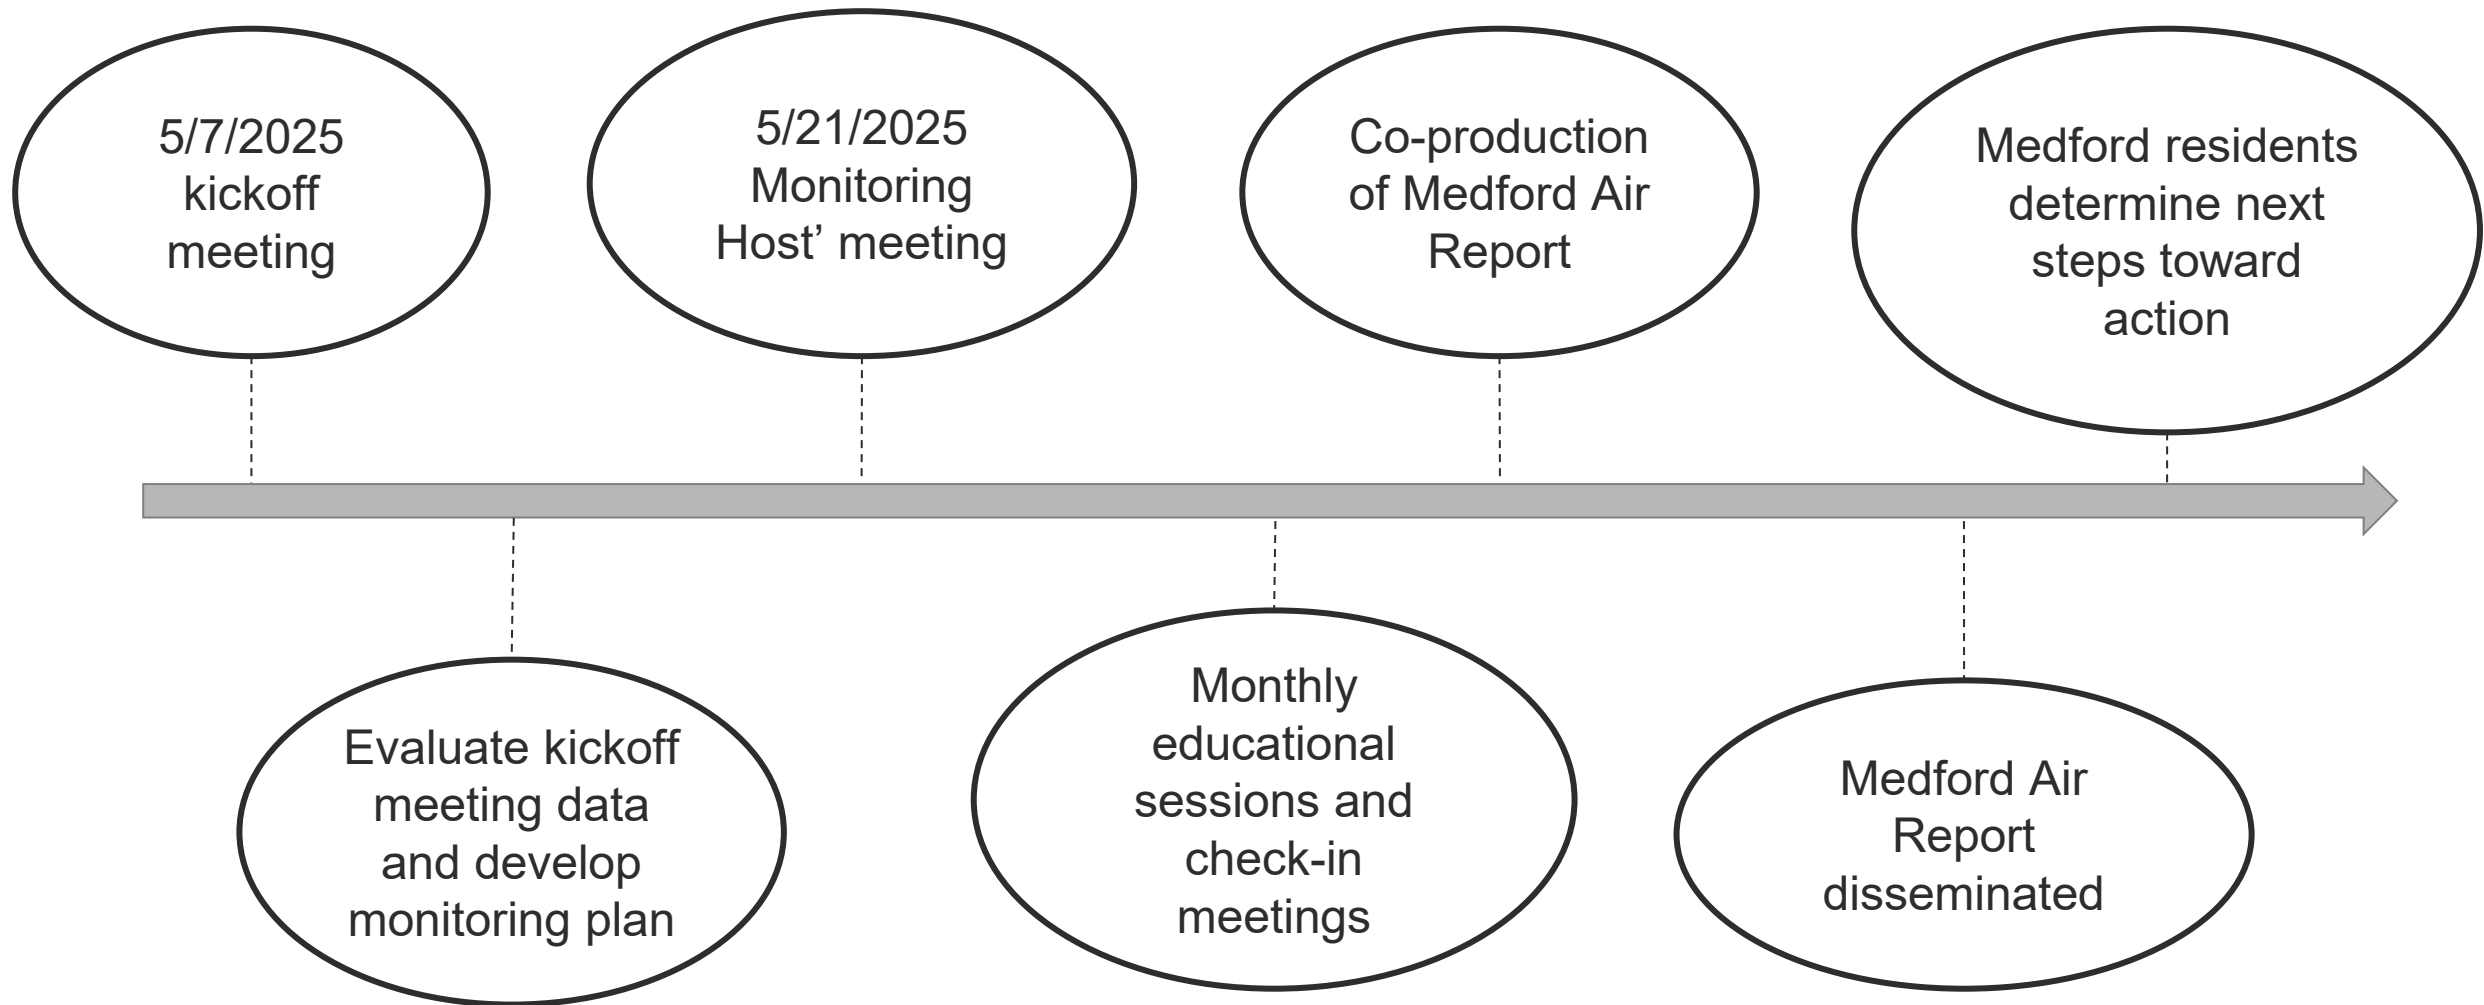 5/7/2025
kickoff
meeting
5/21/2025
Monitoring
Host’ meeting
Co-production
of Medford Air
Report
Medford residents
determine next
steps toward
action
Evaluate kickoff
meeting data
and develop
monitoring plan
Monthly
educational
sessions and
check-in
meetings
Medford Air
Report
disseminated